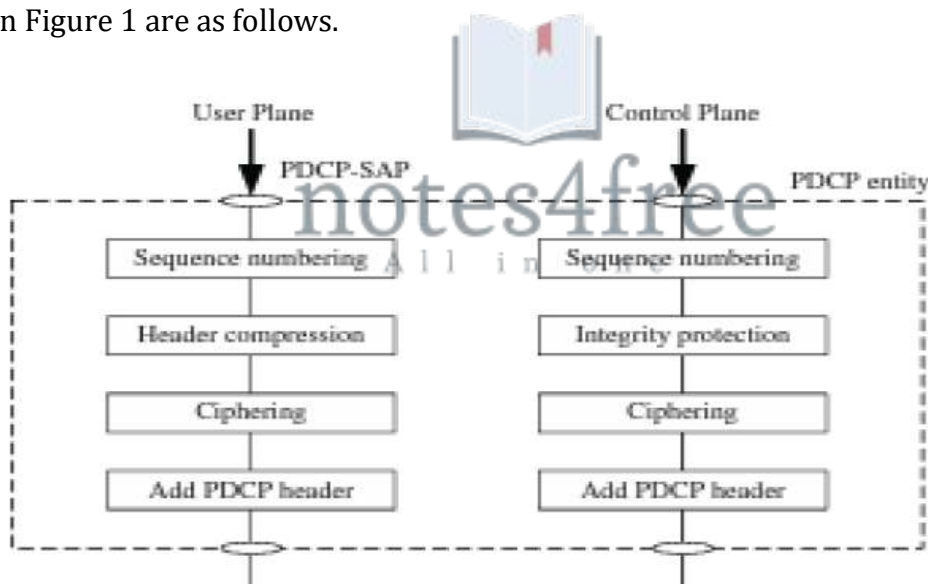 n Figure 1 are as follows.
User Plane
Control Plane
PDCP-SAP
PDCP entity
notes4free
All in one
Sequence numbering
Sequence numbering
Header compression
Integrity protection
Ciphering
Ciphering
Add PDCP header
Add PDCP header